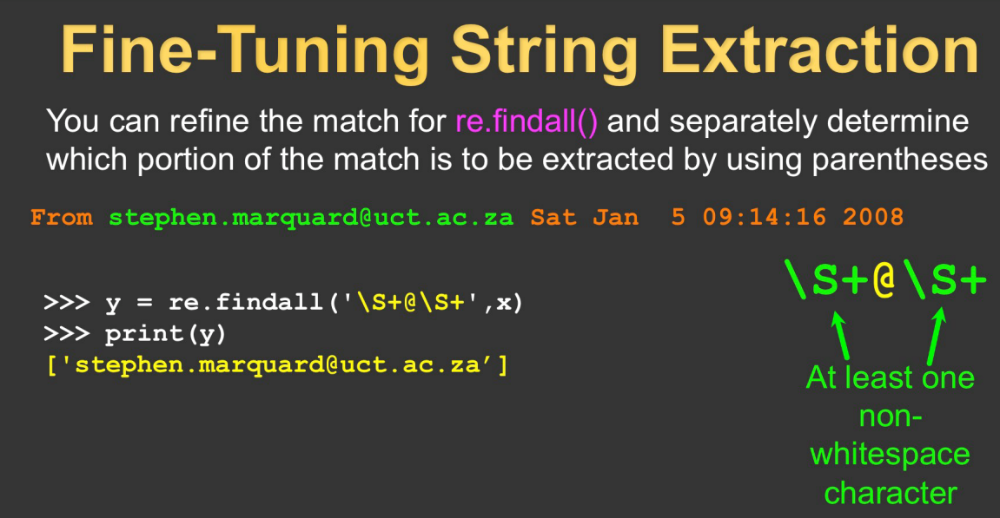 Fine-Tuning String Extraction
You can refine the match for re.findall() and separately determine
which portion of the match is to be extracted by using parentheses
From stephen.marquard@uct.ac.za Sat Jan  5 09:14:16 2008
\S+@\S+
>>> y = re.findall('\S+@\S+',x)
>>> print(y)
['stephen.marquard@uct.ac.za’]
At least one
non-
whitespace
character